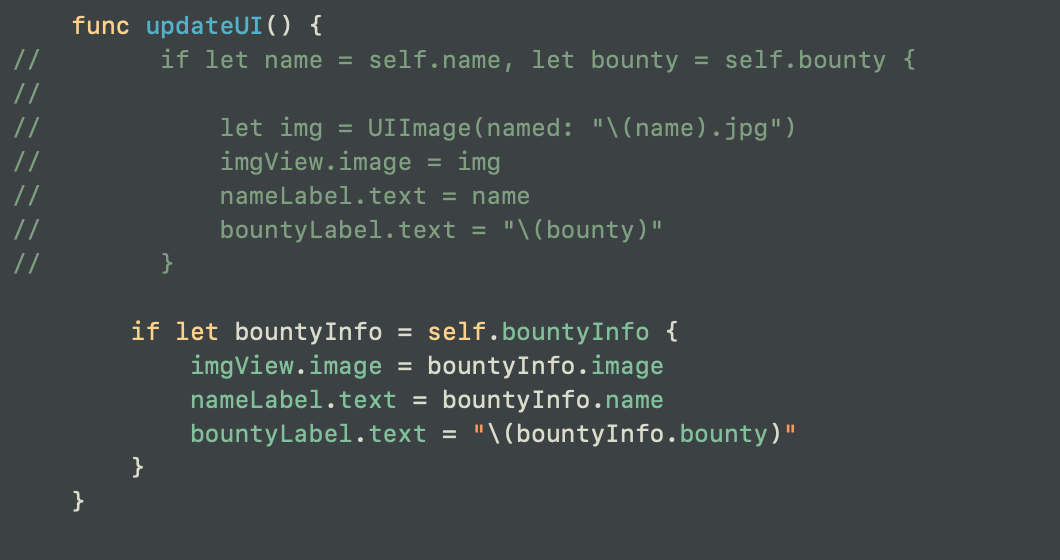 func updateUI() {
//        if let name = self.name, let bounty = self.bounty {
//
//            let img = UIImage(named: "\(name).jpg")
//            imgView.image = img
//            nameLabel.text = name
//            bountyLabel.text = "\(bounty)"
//        }

        if let bountyInfo = self.bountyInfo {
            imgView.image = bountyInfo.image
            nameLabel.text = bountyInfo.name
            bountyLabel.text = "\(bountyInfo.bounty)"
        }
    }